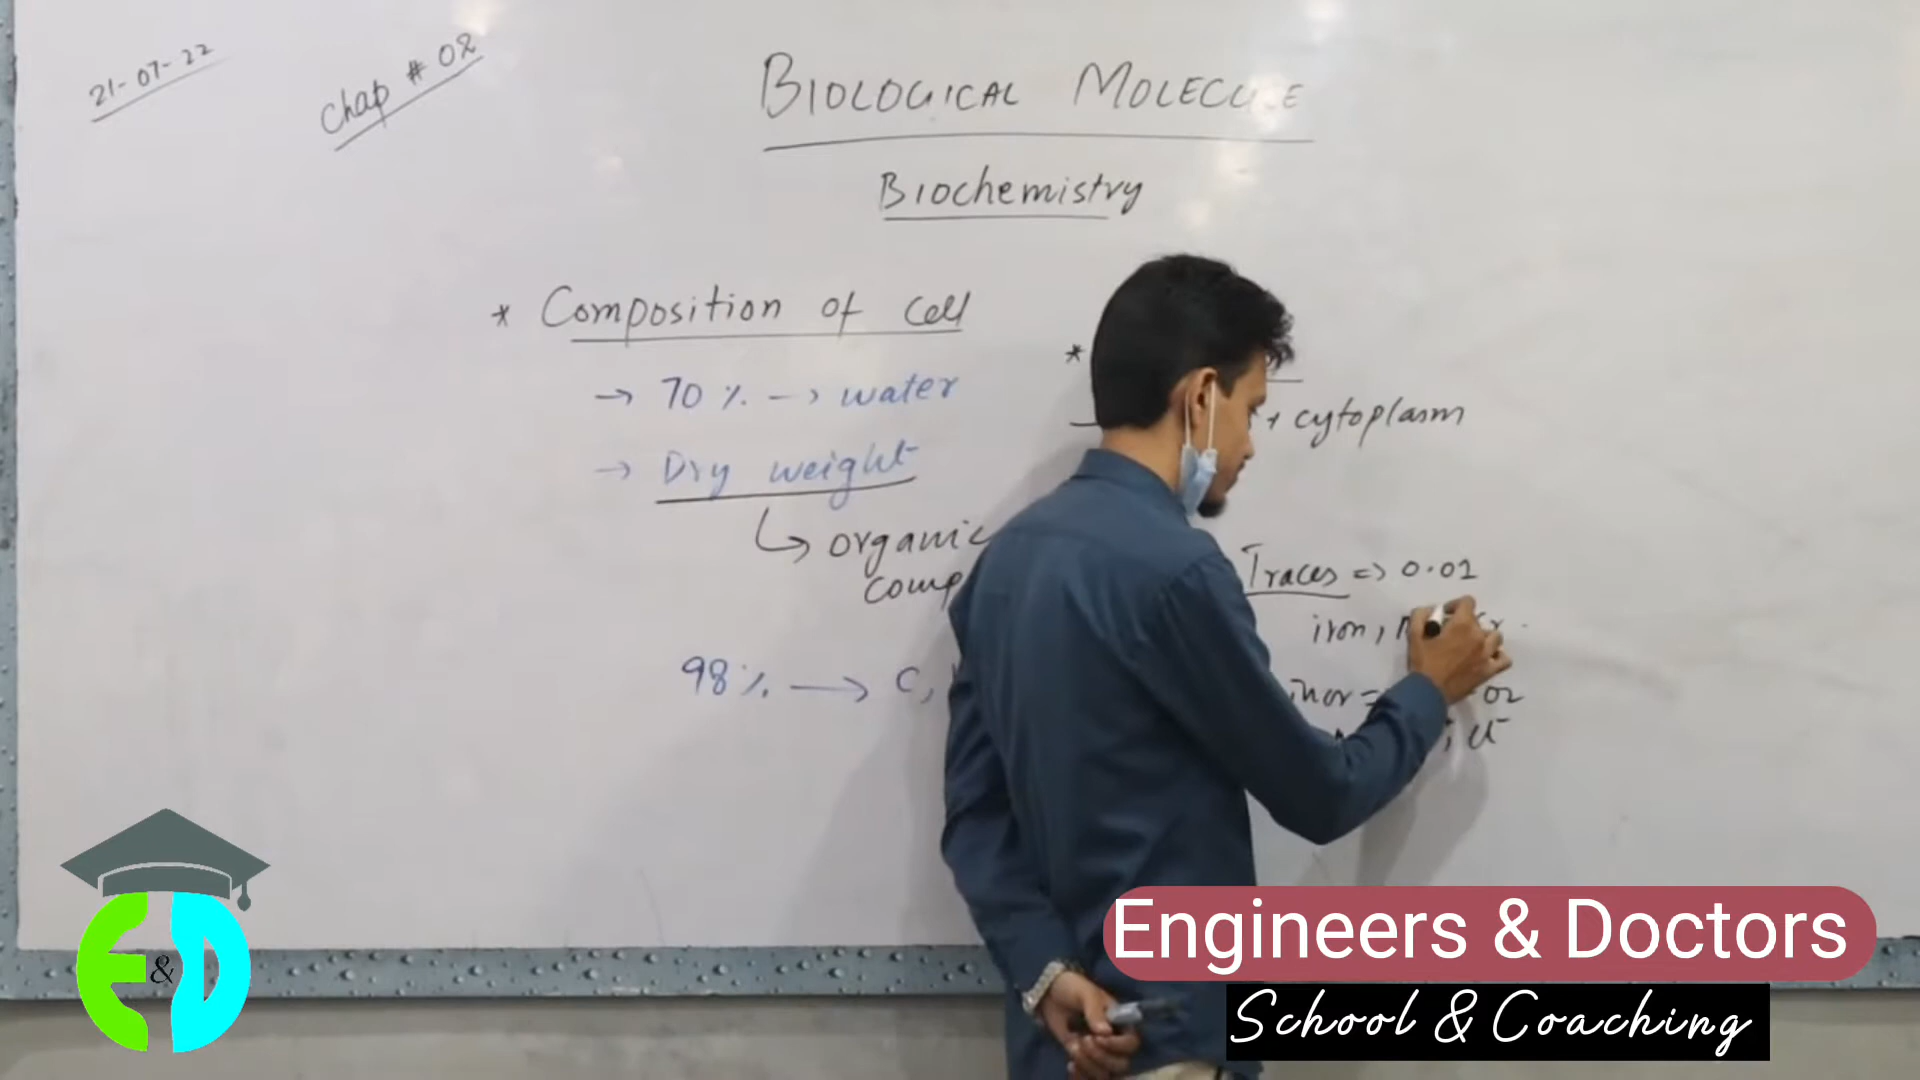 21-07-22
Chap # 02
BIOLOGICAL MOLECULE
Biochemistry
* Composition of cell
→ 70 % --> water
→ Dry weight
↳ organic
comp
98 % → C,
*
+ cytoplasm
Traces => 0.01
iron,
02
E&D
Engineers & Doctors
School & Coaching